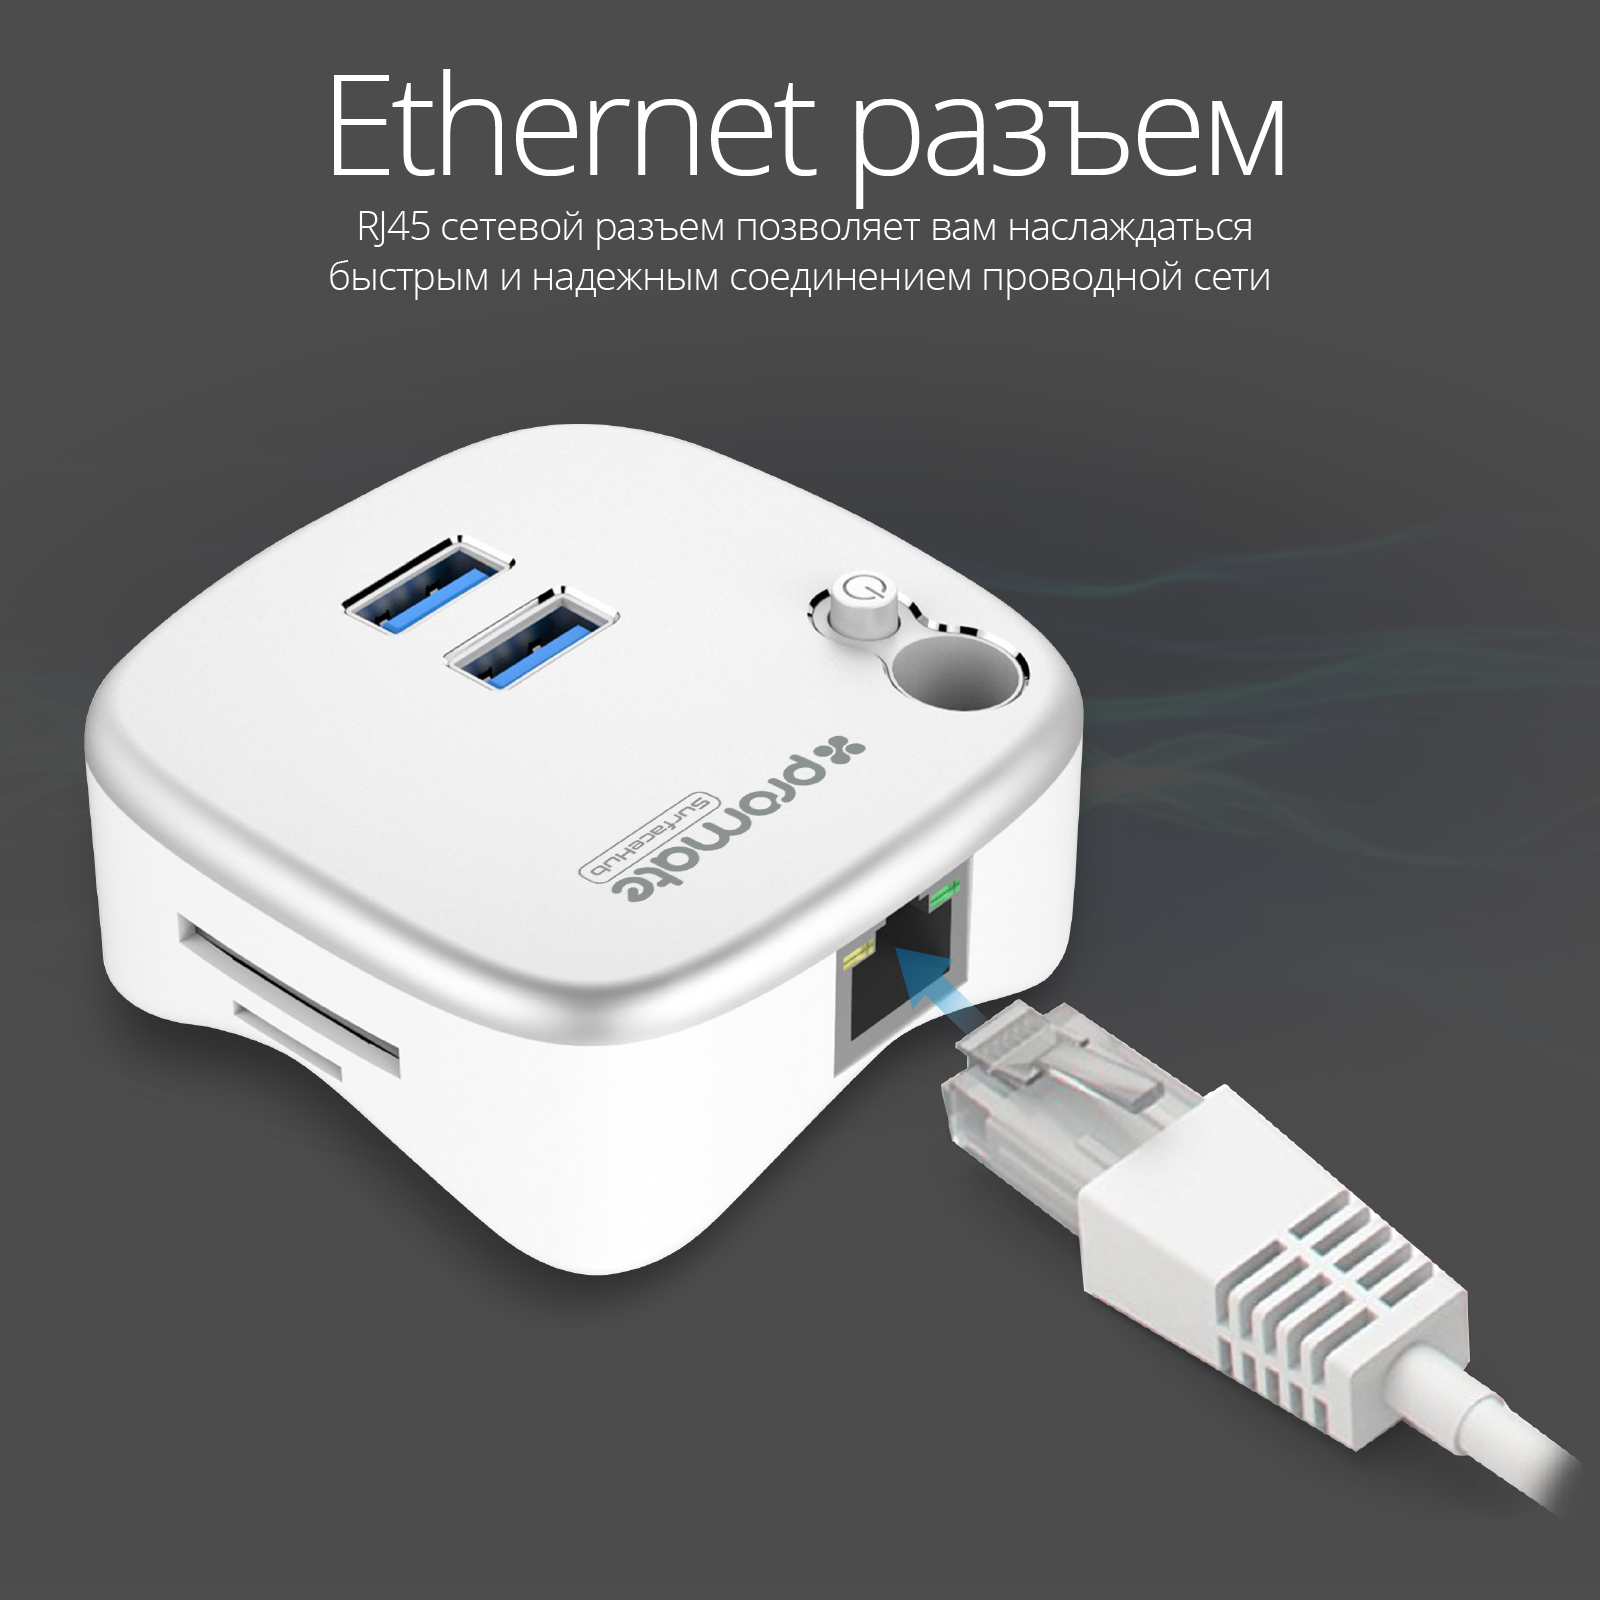 Ethernet разъем
RJ45 сетевой разъем позволяет вам наслаждаться
быстрым и надежным соединением проводной сети
promate
SurfaceHub